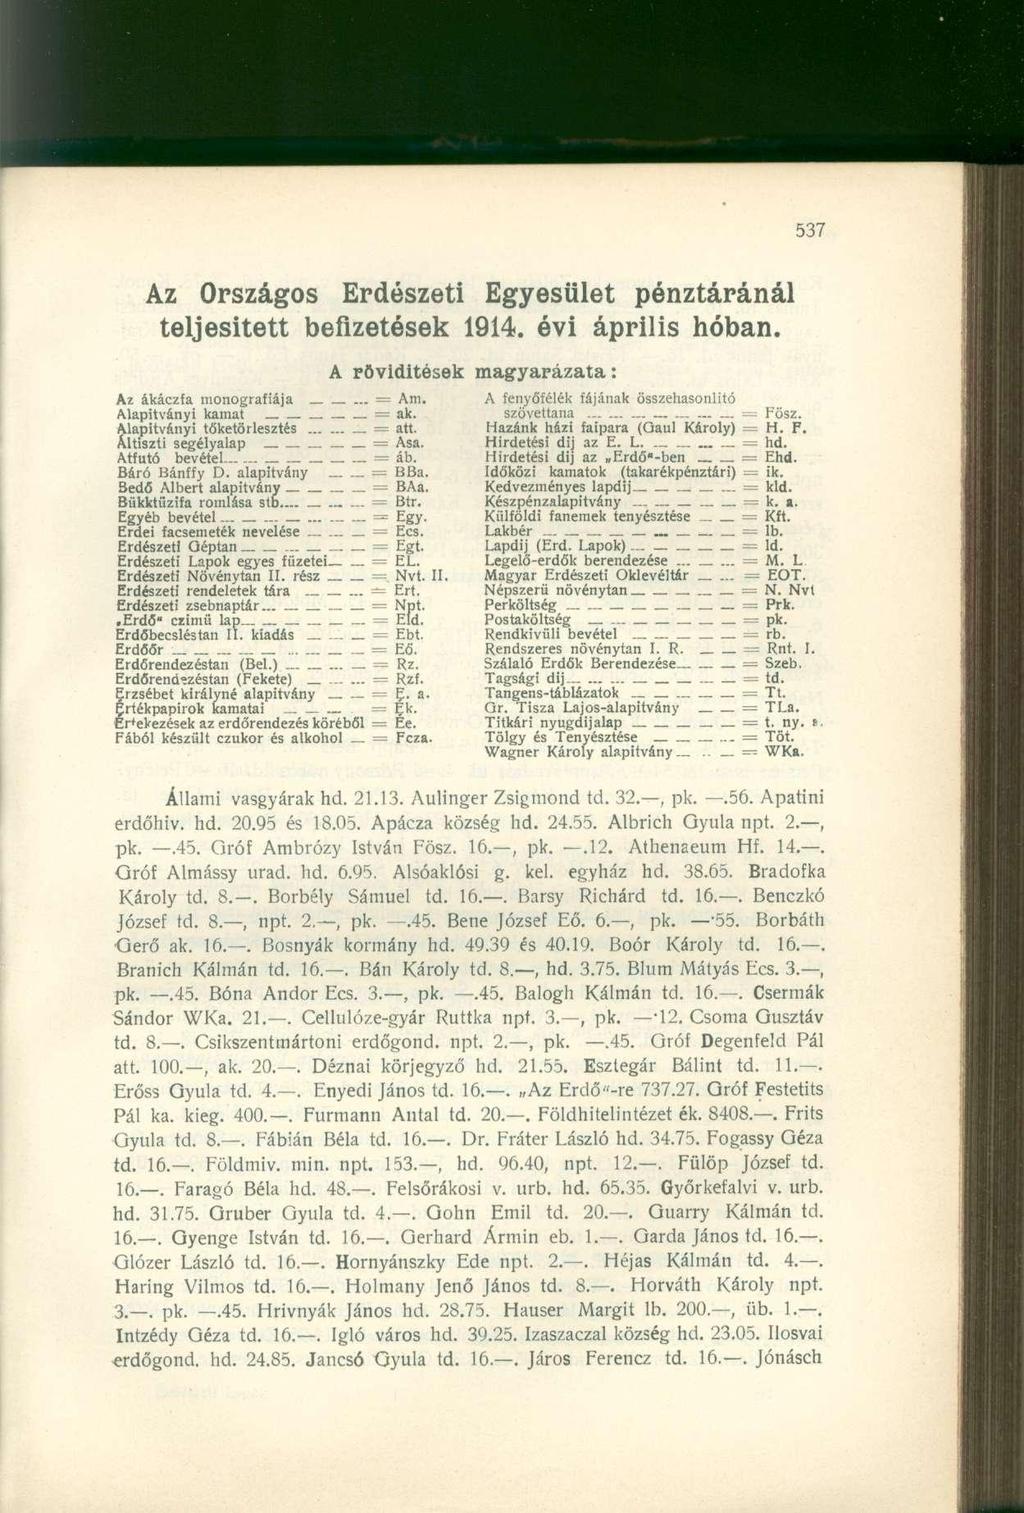 537
Az Országos Erdészeti Egyesület pénztáránál
teljesitett befizetések 1914. évi április hóban.
A röviditések magyarázata:
Az ákáczfa monografiája = Am.
Alapitványi kamat = ak.
Alapitványi tőketörlesztés = att.
Altiszti segélyalap = Asa.
Átfutó bevétel = áb.
Báró Bánffy D. alapitvány = BBa.
Bedő Albert alapitvány = BAa.
Bükktüzifa romlása stb. = Btr.
Egyéb bevétel = Egy.
Erdei facsemeték nevelése = Ecs.
Erdészeti Géptan = Egt.
Erdészeti Lapok egyes füzetei = EL.
Erdészeti Növénytan II. rész = Nvt. II.
Erdészeti rendeletek tára = Ert.
Erdészeti zsebnaptár = Npt.
„Erdő" czimü lap = Eld.
Erdőbecsléstan II. kiadás = Ebt.
Erdőőr = Eő.
Erdőrendezéstan (Bel.) = Rz.
Erdőrendezéstan (Fekete) = Rzf.
Erzsébet királyné alapitvány = E. a.
Értékpapirok kamatai = Ék.
Értekezések az erdőrendezés köréből = Ée.
Fából készült czukor és alkohol = Fcza.
A fenyőfélék fájának összehasonlitó
szövettana = Fösz.
Hazánk házi faipara (Gaul Károly) = H. F.
Hirdetési dij az E. L. = hd.
Hirdetési dij az „Erdő"-ben = Ehd.
Időközi kamatok (takarékpénztári) = ik.
Kedvezményes lapdij = kld.
Készpénzalapitvány = k. a.
Külföldi fanemek tenyésztése = Kft.
Lakbér = lb.
Lapdij (Erd. Lapok) = ld.
Legelő-erdők berendezése = M. L.
Magyar Erdészeti Oklevéltár = EOT.
Népszerü növénytan = N. Nvt
Perköltség = Prk.
Postaköltség = pk.
Rendkivüli bevétel = rb.
Rendszeres növénytan I. R. = Rnt. I.
Szálaló Erdők Berendezése = Szeb.
Tagsági dij = td.
Tangens-táblázatok = Tt.
Gr. Tisza Lajos-alapitvány = TLa.
Titkári nyugdijalap = t. ny. a.
Tölgy és Tenyésztése = Töt.
Wagner Károly alapitvány = WKa.
Állami vasgyárak hd. 21.13. Aulinger Zsigmond td. 32.—, pk. —.56. Apatini
erdőhiv. hd. 20.95 és 18.05. Apácza község hd. 24.55. Albrich Gyula npt. 2.—,
pk. —.45. Gróf Ambrózy István Fösz. 16.—, pk. —.12. Athenaeum Hf. 14.—.
Gróf Almássy urad. hd. 6.95. Alsóaklósi g. kel. egyház hd. 38.65. Bradofka
Károly td. 8.—. Borbély Sámuel td. 16.—. Barsy Richárd td. 16.—. Benczkó
József td. 8.—, npt. 2.—, pk. —.45. Bene József Eő. 6.—, pk. —·55. Borbáth
Gerő ak. 16.—. Bosnyák kormány hd. 49.39 és 40.19. Boór Károly td. 16.—.
Branich Kálmán td. 16.—. Bán Károly td. 8.—, hd. 3.75. Blum Mátyás Ecs. 3.—,
pk. —.45. Bóna Andor Ecs. 3.—, pk. —.45. Balogh Kálmán td. 16.—. Csermák
Sándor WKa. 21.—. Cellulóze-gyár Ruttka npt. 3.—, pk. —·12. Csoma Gusztáv
td. 8.—. Csikszentmártoni erdőgond. npt. 2.—, pk. —.45. Gróf Degenfeld Pál
att. 100.—, ak. 20.—. Déznai körjegyző hd. 21.55. Esztegár Bálint td. 11.—.
Erőss Gyula td. 4.—. Enyedi János td. 16.—. „Az Erdő"-re 737.27. Gróf Festetits
Pál ka. kieg. 400.—. Furmann Antal td. 20.—. Földhitelintézet ék. 8408.—. Frits
Gyula td. 8.—. Fábián Béla td. 16.—. Dr. Fráter László hd. 34.75. Fogassy Géza
td. 16.—. Földmiv. min. npt. 153.—, hd. 96.40, npt. 12.—. Fülöp József td.
16.—. Faragó Béla hd. 48.—. Felsőrákosi v. urb. hd. 65.35. Győrkefalvi v. urb.
hd. 31.75. Gruber Gyula td. 4.—. Gohn Emil td. 20.—. Guarry Kálmán td.
16.—. Gyenge István td. 16.—. Gerhard Ármin eb. 1.—. Garda János td. 16.—.
Glózer László td. 16.—. Hornyánszky Ede npt. 2.—. Héjas Kálmán td. 4.—.
Haring Vilmos td. 16.—. Holmany Jenő János td. 8.—. Horváth Károly npt.
3.—. pk. —.45. Hrivnyák János hd. 28.75. Hauser Margit lb. 200.—, üb. 1.—.
Intzédy Géza td. 16.—. Igló város hd. 39.25. Izaszaczal község hd. 23.05. Ilosvai
erdőgond. hd. 24.85. Jancsó Gyula td. 16.—. Járos Ferencz td. 16.—. Jónásch